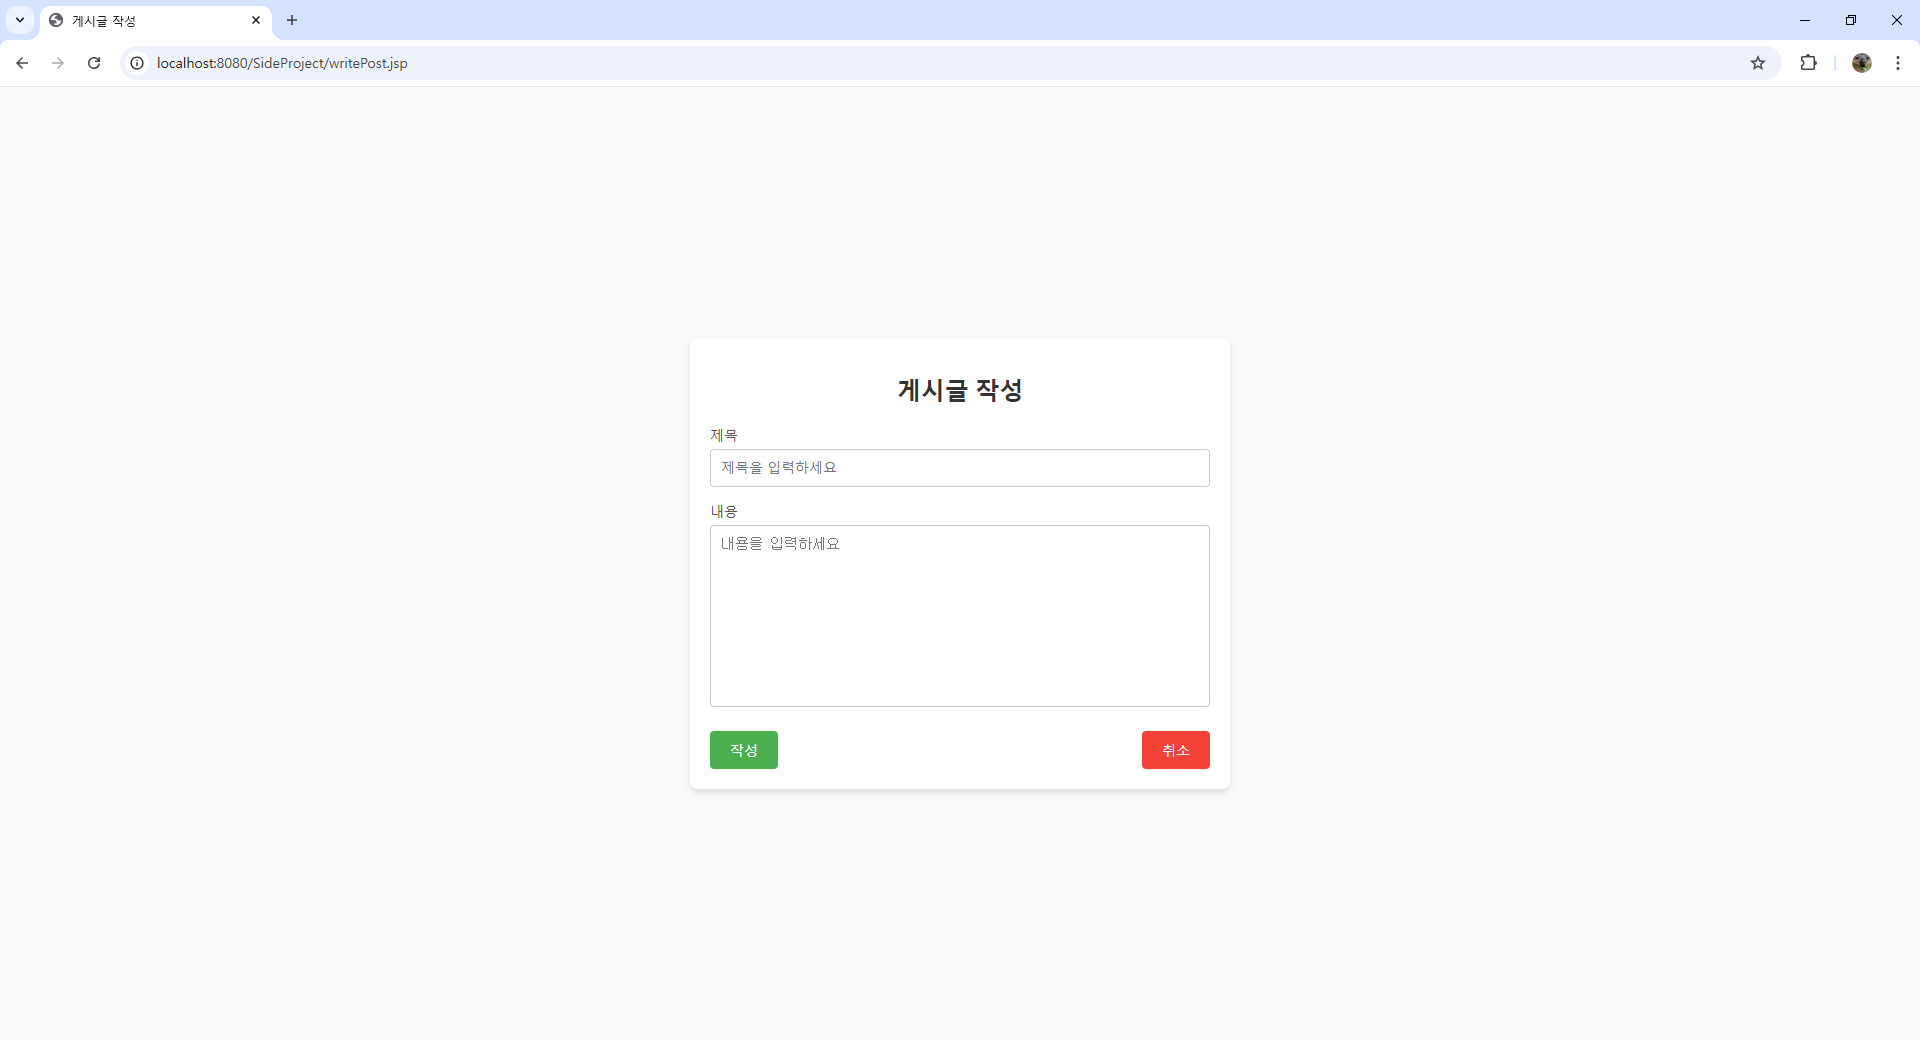 게시글 작성
localhost:8080/SideProject/writePost.jsp
게시글 작성
제목
제목을 입력하세요
내용
내용을 입력하세요
작성
취소